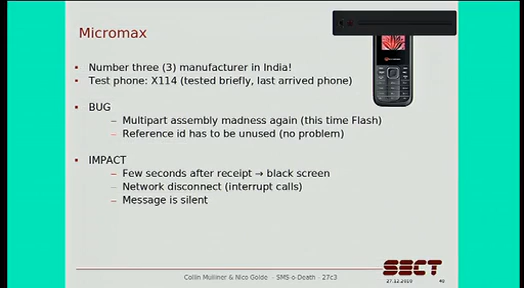 Micromax
• Number three (3) manufacturer in India!
• Test phone: X114 (tested briefly, last arrived phone)
• BUG
– Multipart assembly madness again (this time Flash)
– Reference id has to be unused (no problem)
• IMPACT
– Few seconds after receipt → black screen
– Network disconnect (interrupt calls)
– Message is silent
Collin Mulliner & Nico Golde - SMS-o-Death - 27c3
SECT
27.12.2010 40